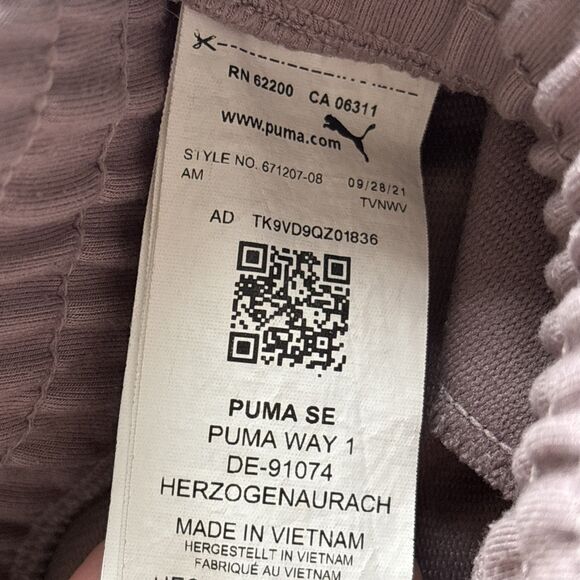 RN 62200 CA 06311
www.puma.com
STYLE NO. 671207-08 09/28/21
AM TVNWV
AD TK9VD9QZ01836
PUMA SE
PUMA WAY 1
DE-91074
HERZOGENAURACH
MADE IN VIETNAM
HERGESTELLT IN VIETNAM
FABRIQUÉ AU VIETNAM